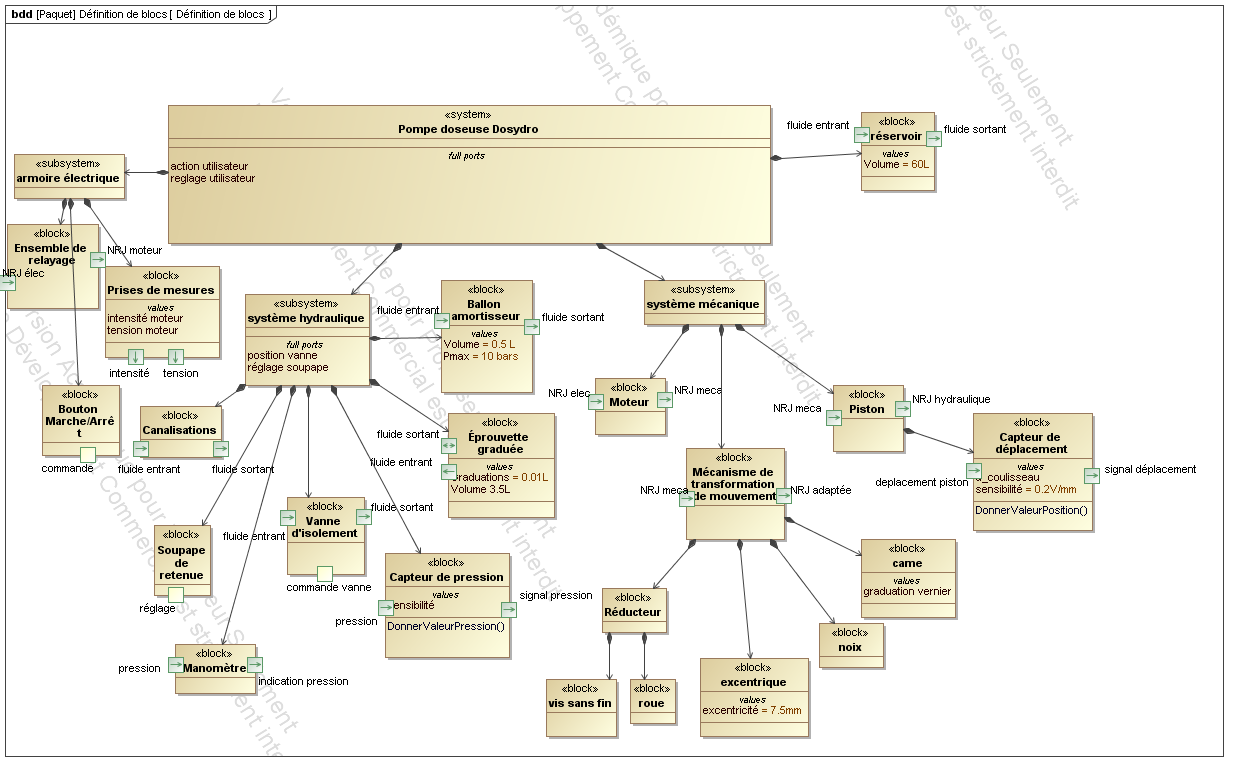 bdd [Paquet] Définition de blocs [ Définition de blocs ]
«system»
Pompe doseuse Dosydro
full ports
action utilisateur
reglage utilisateur
fluide entrant
«block»
réservoir
values
Volume = 60L
fluide sortant
«subsystem»
armoire électrique
«block»
Ensemble de
relayage
NRJ élec
NRJ moteur
«block»
Prises de mesures
values
intensité moteur
tension moteur
intensité
tension
«block»
Bouton
Marche/Arrê
t
commande
«subsystem»
système hydraulique
full ports
position vanne
réglage soupape
fluide entrant
«block»
Ballon
amortisseur
values
Volume = 0.5 L
Pmax = 10 bars
fluide sortant
«subsystem»
système mécanique
NRJ elec
«block»
Moteur
NRJ meca
NRJ meca
«block»
Piston
NRJ hydraulique
«block»
Capteur de
déplacement
values
_coulisseau
sensibilité = 0.2V/mm
DonnerValeurPosition()
deplacement piston
signal déplacement
«block»
Canalisations
fluide entrant
fluide sortant
fluide sortant
fluide entrant
«block»
Éprouvette
graduée
values
raduations = 0.01L
Volume 3.5L
«block»
Mécanisme de
transformation
de mouvement
NRJ meca
NRJ adaptée
«block»
Soupape
de
retenue
réglage
fluide entrant
«block»
Vanne
d'isolement
fluide sortant
commande vanne
«block»
Capteur de pression
values
ensibilité
DonnerValeurPression()
pression
signal pression
«block»
came
values
graduation vernier
«block»
Réducteur
«block»
noix
pression
«block»
Manomètre
indication pression
«block»
vis sans fin
«block»
roue
«block»
excentrique
values
excentricité = 7.5mm